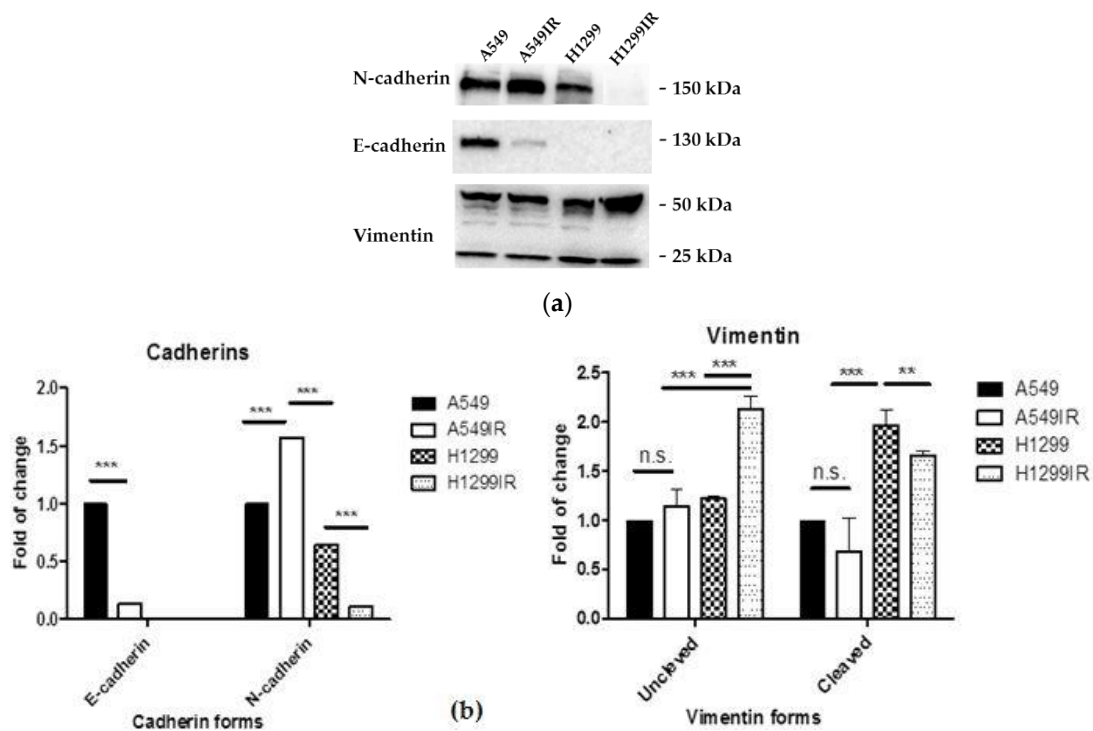 A549 A549IR H1299 H1299IR
N-cadherin - 150 kDa
E-cadherin - 130 kDa
- 50 kDa
Vimentin
- 25 kDa
(a)
Cadherins
Fold of change
2.0
1.5
1.0
0.5
0.0
***
***
***
***
E-cadherin
N-cadherin
Cadherin forms
A549
A549IR
H1299
H1299IR
(b)
Vimentin
Fold of change
2.5
2.0
1.5
1.0
0.5
0.0
n.s.
***
***
n.s.
***
**
Uncleved
Cleaved
Vimentin forms
A549
A549IR
H1299
H1299IR